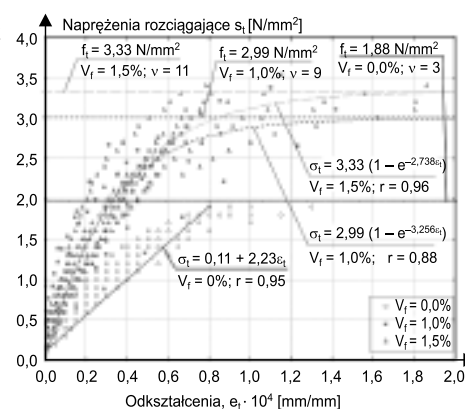 Naprężenia rozciągające s_t [N/mm²]
4,0
3,5
3,0
2,5
2,0
1,5
1,0
0,5
0,0
f_t = 3,33 N/mm²
V_f = 1,5%; ν = 11
f_t = 2,99 N/mm²
V_f = 1,0%; ν = 9
f_t = 1,88 N/mm²
V_f = 0,0%; ν = 3
σ_t = 3,33 (1 – e^–2,738ε_t)
V_f = 1,5%; r = 0,96
σ_t = 2,99 (1 – e^–3,256ε_t)
V_f = 1,0%; r = 0,88
σ_t = 0,11 + 2,23ε_t
V_f = 0%; r = 0,95
V_f = 0,0%
V_f = 1,0%
V_f = 1,5%
0,0 0,2 0,4 0,6 0,8 1,0 1,2 1,4 1,6 1,8 2,0
Odkształcenia, e_t · 10⁴ [mm/mm]